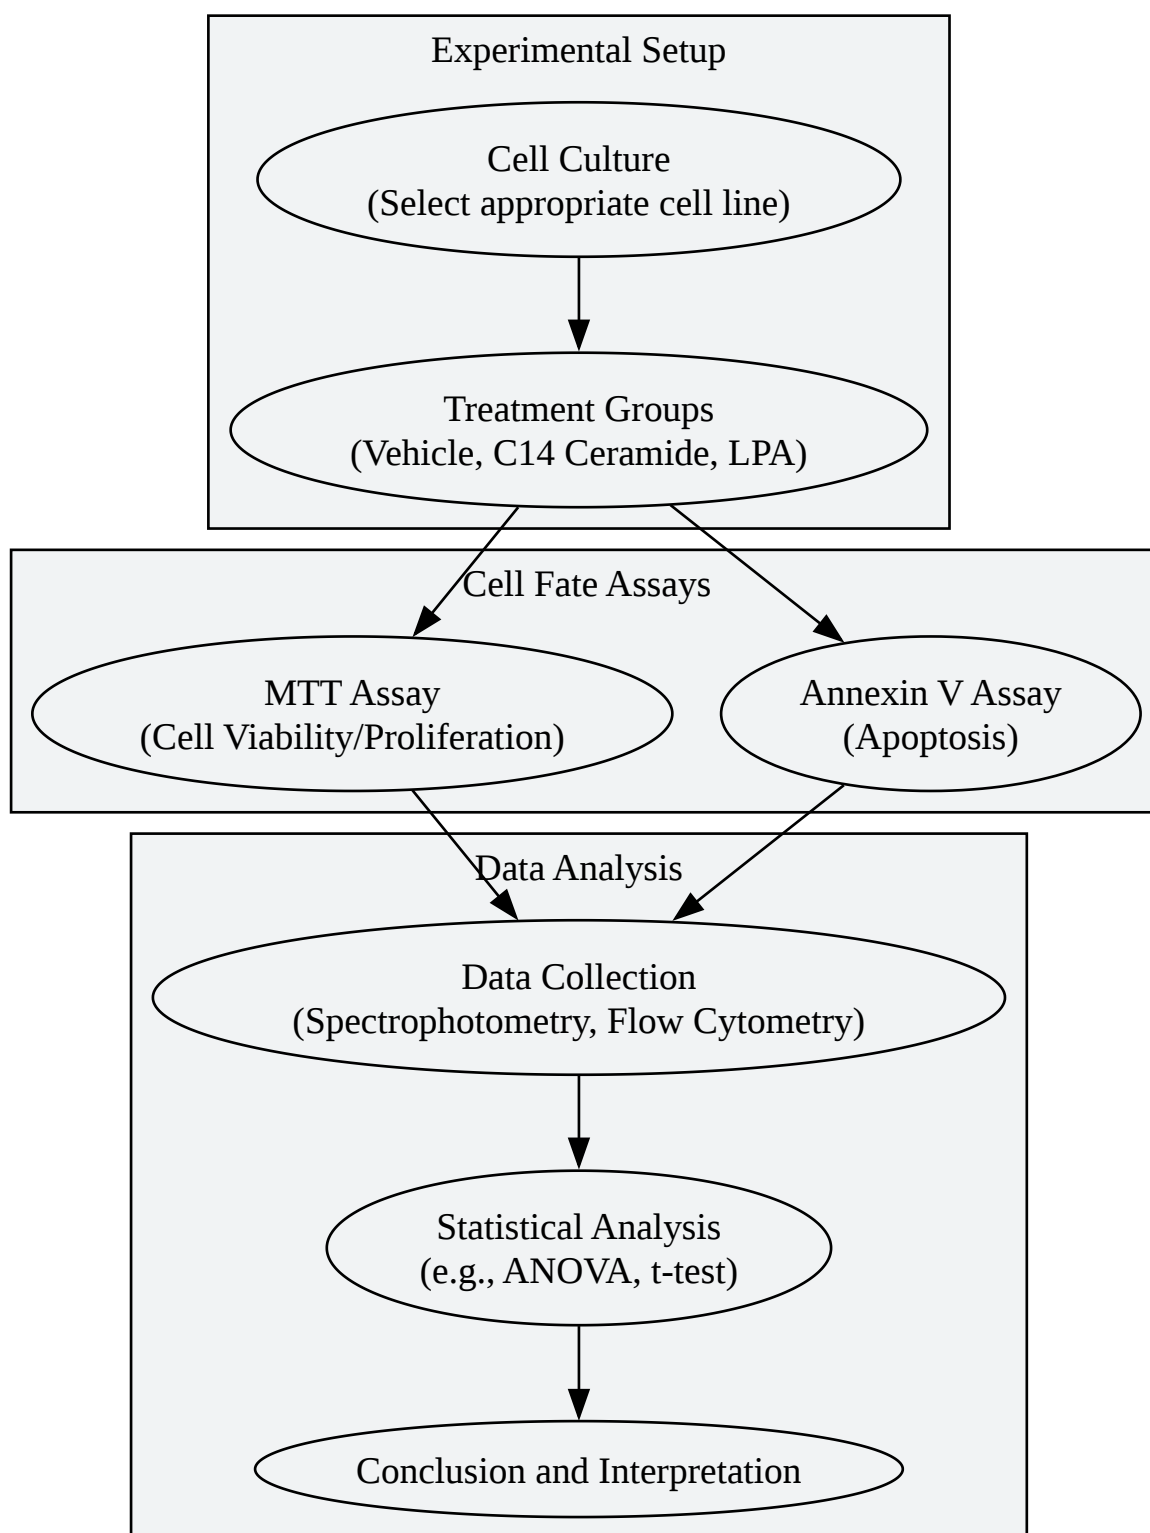 Experimental Setup
Cell Culture
(Select appropriate cell line)
Treatment Groups
(Vehicle, C14 Ceramide, LPA)
Cell Fate Assays
MTT Assay
(Cell Viability/Proliferation)
Annexin V Assay
(Apoptosis)
Data Analysis
Data Collection
(Spectrophotometry, Flow Cytometry)
Statistical Analysis
(e.g., ANOVA, t-test)
Conclusion and Interpretation